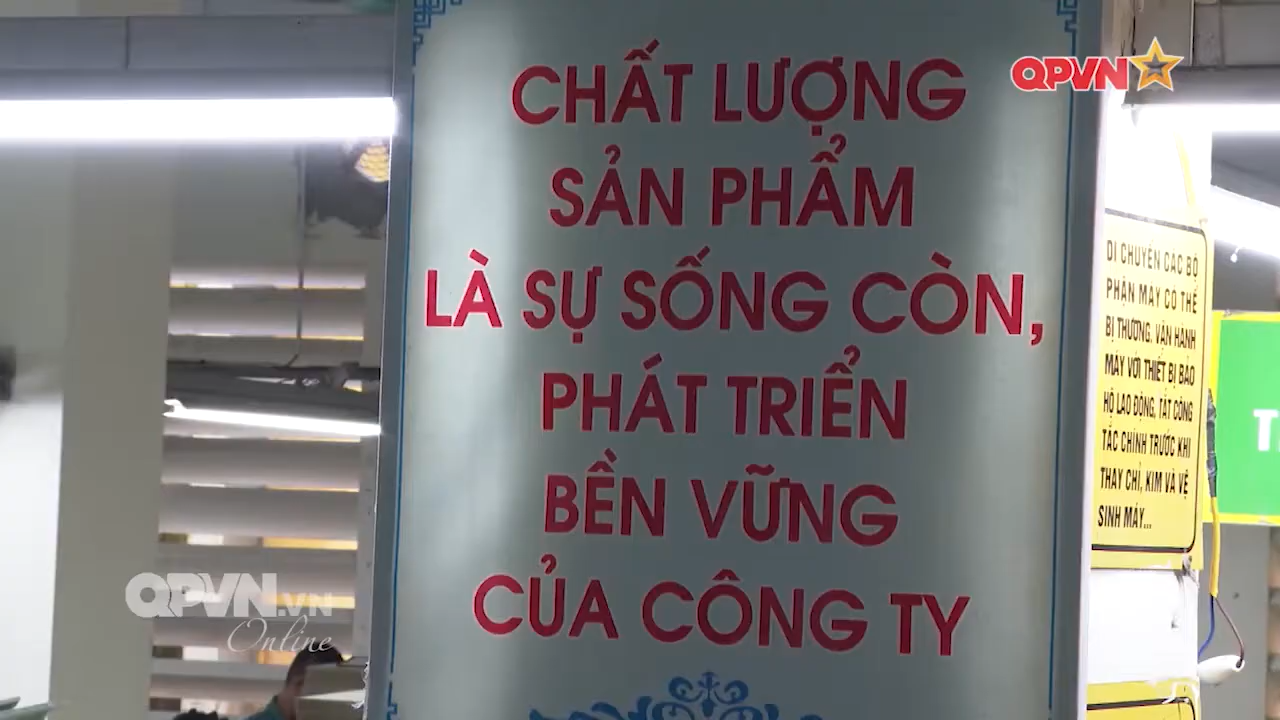 CHẤT LƯỢNG
SẢN PHẨM
LÀ SỰ SỐNG CÒN,
PHÁT TRIỂN
BỀN VỮNG
CỦA CÔNG TY
QPVN
DI CHUYỂN CÁC BỘ
PHẬN MÁY CÓ THỂ
BỊ THƯƠNG, VẬN HÀNH
MÁY VỚI THIẾT BỊ BẢO
HỘ LAO ĐỘNG, TẮT CÔNG
TẮC CHÍNH TRƯỚC KHI
THAY CHỈ, KIM VÀ VỆ
SINH MÁY...
T
QPVN.VN
Online